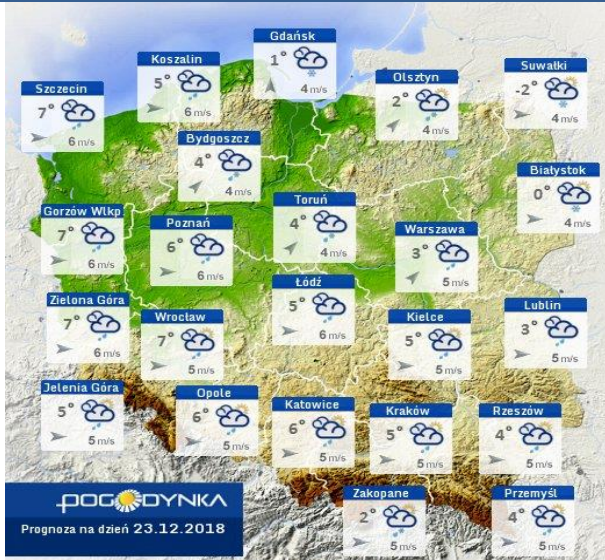 Gdańsk
1°
4 m/s
Koszalin
5°
6 m/s
Suwałki
-2°
4 m/s
Olsztyn
2°
4 m/s
Szczecin
7°
6 m/s
Bydgoszcz
4°
4 m/s
Białystok
0°
4 m/s
Toruń
4°
4 m/s
Gorzów Wlkp
7°
6 m/s
Poznań
6°
6 m/s
Warszawa
3°
5 m/s
Łódź
5°
6 m/s
Zielona Góra
7°
6 m/s
Lublin
3°
5 m/s
Wrocław
7°
5 m/s
Kielce
5°
5 m/s
Jelenia Góra
5°
5 m/s
Opole
6°
5 m/s
Katowice
6°
5 m/s
Kraków
5°
5 m/s
Rzeszów
4°
5 m/s
Zakopane
2°
5 m/s
Przemyśl
4°
5 m/s
POGODYNKA
Prognoza na dzień 23.12.2018